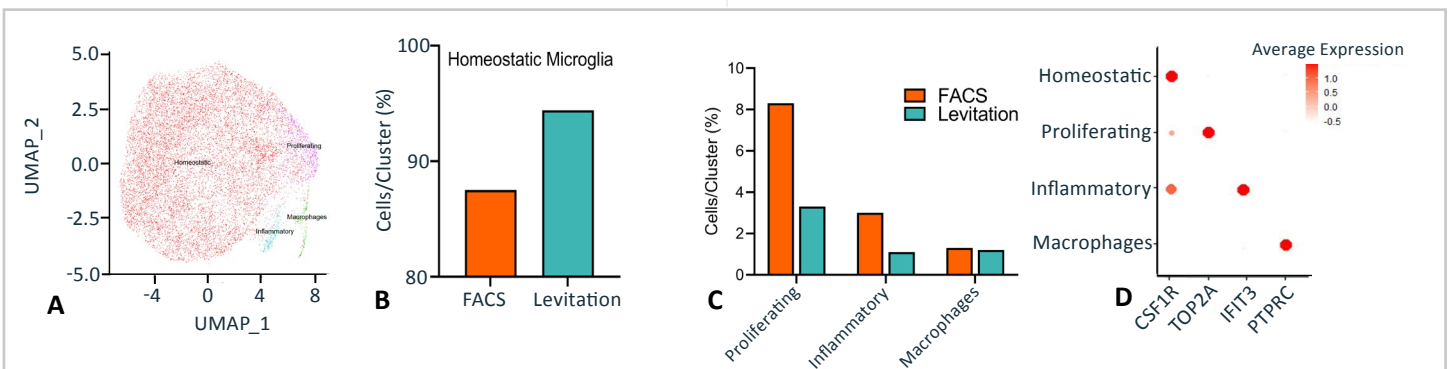 5.0
2.5
0.0
-2.5
-5.0
UMAP_2
-4
0
4
8
UMAP_1
Homeostatic
Proliferating
Macrophages
Inflammatory
A
100
90
80
Cells/Cluster (%)
Homeostatic Microglia
FACS
Levitation
B
10
8
6
4
2
0
Cells/Cluster (%)
FACS
Levitation
Proliferating
Inflammatory
Macrophages
C
Homeostatic
Proliferating
Inflammatory
Macrophages
Average Expression
1.0
0.5
0.0
-0.5
D
CSF1R
TOP2A
IFIT3
PTPRC